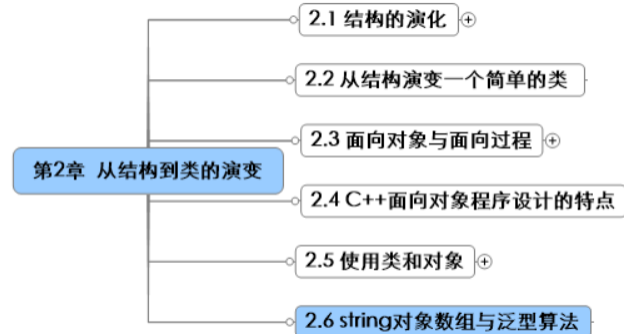 2.1 结构的演化
2.2 从结构演变一个简单的类
2.3 面向对象与面向过程
第2章 从结构到类的演变
2.4 C++面向对象程序设计的特点
2.5 使用类和对象
2.6 string对象数组与泛型算法